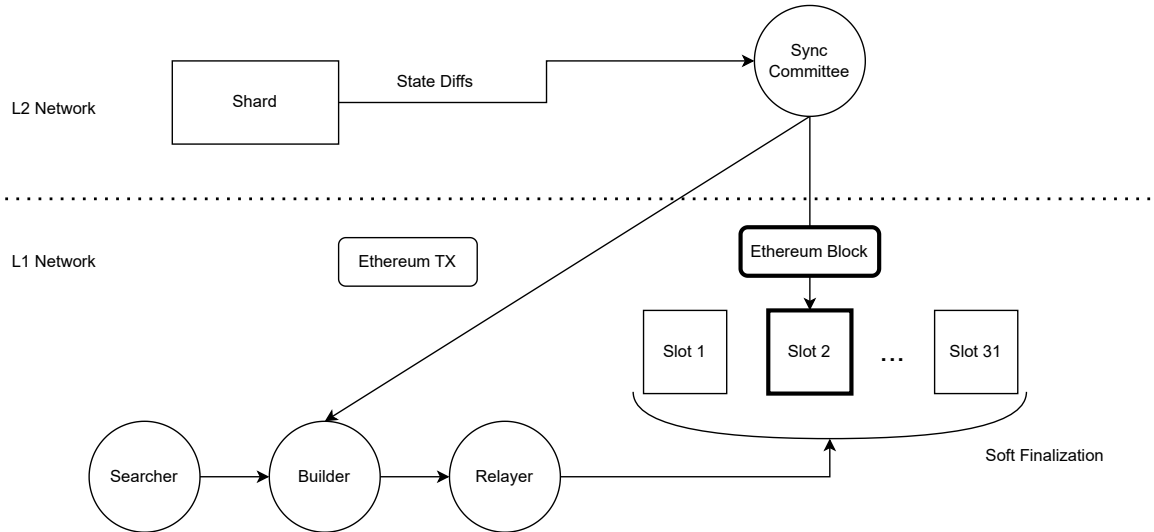 Sync
Committee
State Diffs
Shard
L2 Network
Ethereum Block
L1 Network
Ethereum TX
Slot 1
Slot 2
...
Slot 31
Soft Finalization
Searcher
Builder
Relayer